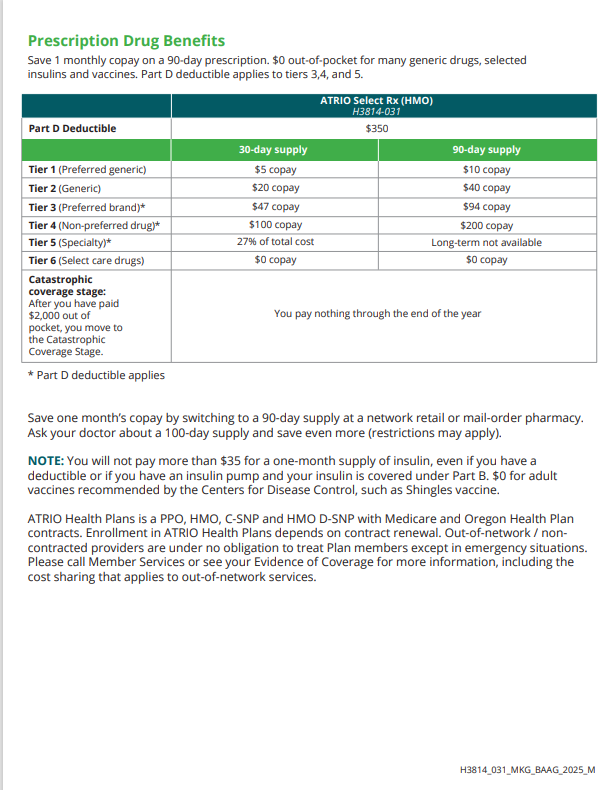 Prescription Drug Benefits
Save 1 monthly copay on a 90-day prescription. $0 out-of-pocket for many generic drugs, selected
insulins and vaccines. Part D deductible applies to tiers 3,4, and 5.
ATRIO Select Rx (HMO)
H3814-031
Part D Deductible $350
30-day supply 90-day supply
Tier 1 (Preferred generic) $5 copay $10 copay
Tier 2 (Generic) $20 copay $40 copay
Tier 3 (Preferred brand)* $47 copay $94 copay
Tier 4 (Non-preferred drug)* $100 copay $200 copay
Tier 5 (Specialty)* 27% of total cost Long-term not available
Tier 6 (Select care drugs) $0 copay $0 copay
Catastrophic
coverage stage:
After you have paid
$2,000 out of
pocket, you move to
the Catastrophic
Coverage Stage.
You pay nothing through the end of the year
* Part D deductible applies
Save one month’s copay by switching to a 90-day supply at a network retail or mail-order pharmacy.
Ask your doctor about a 100-day supply and save even more (restrictions may apply).
NOTE: You will not pay more than $35 for a one-month supply of insulin, even if you have a
deductible or if you have an insulin pump and your insulin is covered under Part B. $0 for adult
vaccines recommended by the Centers for Disease Control, such as Shingles vaccine.
ATRIO Health Plans is a PPO, HMO, C-SNP and HMO D-SNP with Medicare and Oregon Health Plan
contracts. Enrollment in ATRIO Health Plans depends on contract renewal. Out-of-network / non-
contracted providers are under no obligation to treat Plan members except in emergency situations.
Please call Member Services or see your Evidence of Coverage for more information, including the
cost sharing that applies to out-of-network services.
H3814_031_MKG_BAAG_2025_M